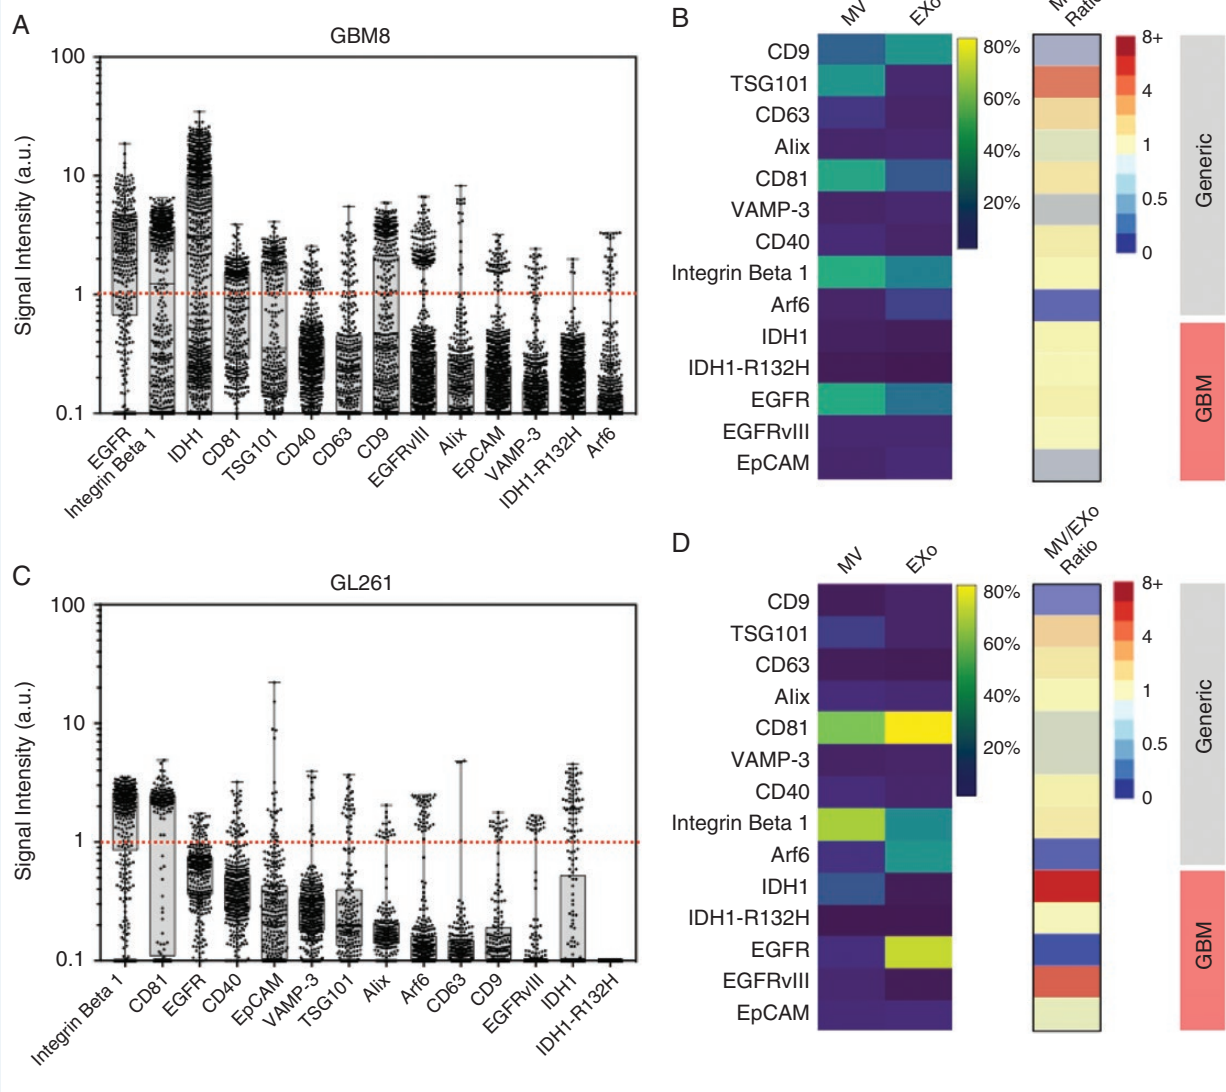 A
GBM8
Signal Intensity (a.u.)
100
10
1
0.1
EGFR
Integrin Beta 1
IDH1
CD81
TSG101
CD40
CD63
CD9
EGFRvIII
Alix
EpCAM
VAMP-3
IDH1-R132H
Arf6
B
MV
EXo
Ratio
CD9
TSG101
CD63
Alix
CD81
VAMP-3
CD40
Integrin Beta 1
Arf6
IDH1
IDH1-R132H
EGFR
EGFRvIII
EpCAM
80%
60%
40%
20%
8+
4
1
0.5
0
Generic
GBM
C
GL261
Signal Intensity (a.u.)
100
10
1
0.1
Integrin Beta 1
CD81
EGFR
CD40
EpCAM
VAMP-3
TSG101
Alix
Arf6
CD63
CD9
EGFRvIII
IDH1
IDH1-R132H
D
MV
EXo
MV/EXo
Ratio
CD9
TSG101
CD63
Alix
CD81
VAMP-3
CD40
Integrin Beta 1
Arf6
IDH1
IDH1-R132H
EGFR
EGFRvIII
EpCAM
80%
60%
40%
20%
8+
4
1
0.5
0
Generic
GBM